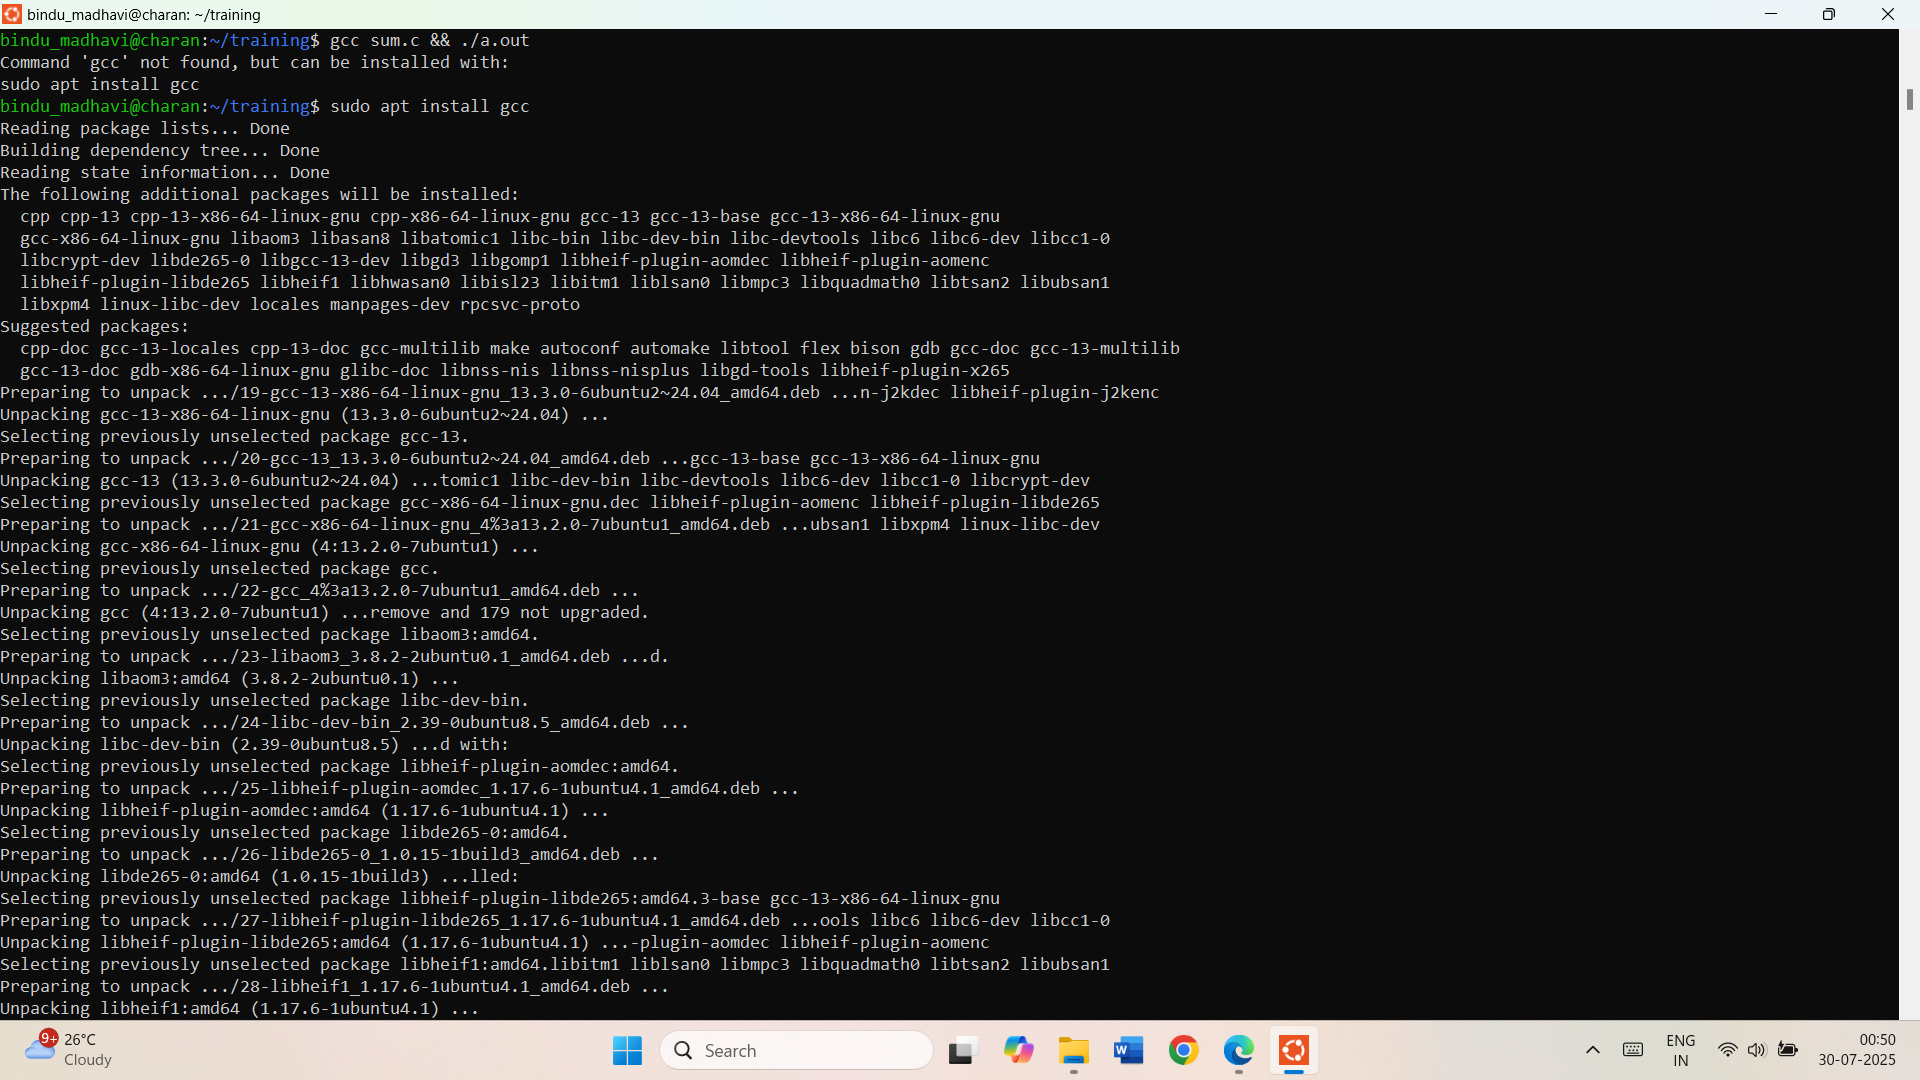 bindu_madhavi@charan: ~/training
bindu_madhavi@charan:~/training$ gcc sum.c && ./a.out
Command 'gcc' not found, but can be installed with:
sudo apt install gcc
bindu_madhavi@charan:~/training$ sudo apt install gcc
Reading package lists... Done
Building dependency tree... Done
Reading state information... Done
The following additional packages will be installed:
cpp cpp-13 cpp-13-x86-64-linux-gnu cpp-x86-64-linux-gnu gcc-13 gcc-13-base gcc-13-x86-64-linux-gnu
gcc-x86-64-linux-gnu libaom3 libasan8 libatomic1 libc-bin libc-dev-bin libc-devtools libc6 libc6-dev libcc1-0
libcrypt-dev libde265-0 libgcc-13-dev libgd3 libgomp1 libheif-plugin-aomdec libheif-plugin-aomenc
libheif-plugin-libde265 libheif1 libhwasan0 libisl23 libitm1 liblsan0 libmpc3 libquadmath0 libtsan2 libubsan1
libxpm4 linux-libc-dev locales manpages-dev rpcsvc-proto
Suggested packages:
cpp-doc gcc-13-locales cpp-13-doc gcc-multilib make autoconf automake libtool flex bison gdb gcc-doc gcc-13-multilib
gcc-13-doc gdb-x86-64-linux-gnu glibc-doc libnss-nis libnss-nisplus libgd-tools libheif-plugin-x265
Preparing to unpack .../19-gcc-13-x86-64-linux-gnu_13.3.0-6ubuntu2~24.04_amd64.deb ...n-j2kdec libheif-plugin-j2kenc
Unpacking gcc-13-x86-64-linux-gnu (13.3.0-6ubuntu2~24.04) ...
Selecting previously unselected package gcc-13.
Preparing to unpack .../20-gcc-13_13.3.0-6ubuntu2~24.04_amd64.deb ...gcc-13-base gcc-13-x86-64-linux-gnu
Unpacking gcc-13 (13.3.0-6ubuntu2~24.04) ...tomic1 libc-dev-bin libc-devtools libc6-dev libcc1-0 libcrypt-dev
Selecting previously unselected package gcc-x86-64-linux-gnu.dec libheif-plugin-aomenc libheif-plugin-libde265
Preparing to unpack .../21-gcc-x86-64-linux-gnu_4%3a13.2.0-7ubuntu1_amd64.deb ...ubsan1 libxpm4 linux-libc-dev
Unpacking gcc-x86-64-linux-gnu (4:13.2.0-7ubuntu1) ...
Selecting previously unselected package gcc.
Preparing to unpack .../22-gcc_4%3a13.2.0-7ubuntu1_amd64.deb ...
Unpacking gcc (4:13.2.0-7ubuntu1) ...remove and 179 not upgraded.
Selecting previously unselected package libaom3:amd64.
Preparing to unpack .../23-libaom3_3.8.2-2ubuntu0.1_amd64.deb ...d.
Unpacking libaom3:amd64 (3.8.2-2ubuntu0.1) ...
Selecting previously unselected package libc-dev-bin.
Preparing to unpack .../24-libc-dev-bin_2.39-0ubuntu8.5_amd64.deb ...
Unpacking libc-dev-bin (2.39-0ubuntu8.5) ...d with:
Selecting previously unselected package libheif-plugin-aomdec:amd64.
Preparing to unpack .../25-libheif-plugin-aomdec_1.17.6-1ubuntu4.1_amd64.deb ...
Unpacking libheif-plugin-aomdec:amd64 (1.17.6-1ubuntu4.1) ...
Selecting previously unselected package libde265-0:amd64.
Preparing to unpack .../26-libde265-0_1.0.15-1build3_amd64.deb ...
Unpacking libde265-0:amd64 (1.0.15-1build3) ...lled:
Selecting previously unselected package libheif-plugin-libde265:amd64.3-base gcc-13-x86-64-linux-gnu
Preparing to unpack .../27-libheif-plugin-libde265_1.17.6-1ubuntu4.1_amd64.deb ...ools libc6 libc6-dev libcc1-0
Unpacking libheif-plugin-libde265:amd64 (1.17.6-1ubuntu4.1) ...-plugin-aomdec libheif-plugin-aomenc
Selecting previously unselected package libheif1:amd64.libitm1 liblsan0 libmpc3 libquadmath0 libtsan2 libubsan1
Preparing to unpack .../28-libheif1_1.17.6-1ubuntu4.1_amd64.deb ...
Unpacking libheif1:amd64 (1.17.6-1ubuntu4.1) ...
9+
26°C
Cloudy
Search
W
ENG
IN
00:50
30-07-2025